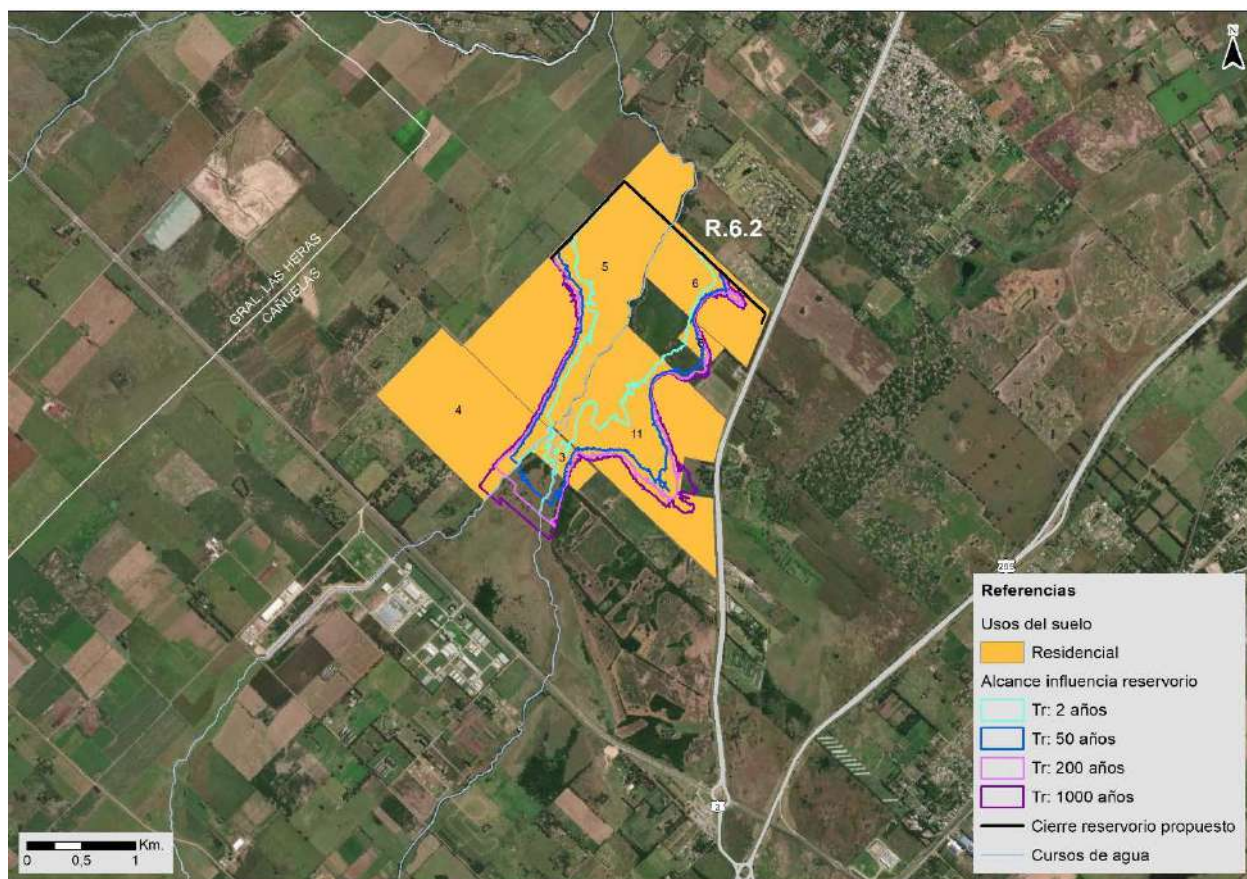 N
R.6.2
GRAL. LAS HERAS
CAÑUELAS
5
6
4
11
3
205
3
Referencias
Usos del suelo
Residencial
Alcance influencia reservorio
Tr: 2 años
Tr: 50 años
Tr: 200 años
Tr: 1000 años
Cierre reservorio propuesto
Cursos de agua
Km.
0
0,5
1